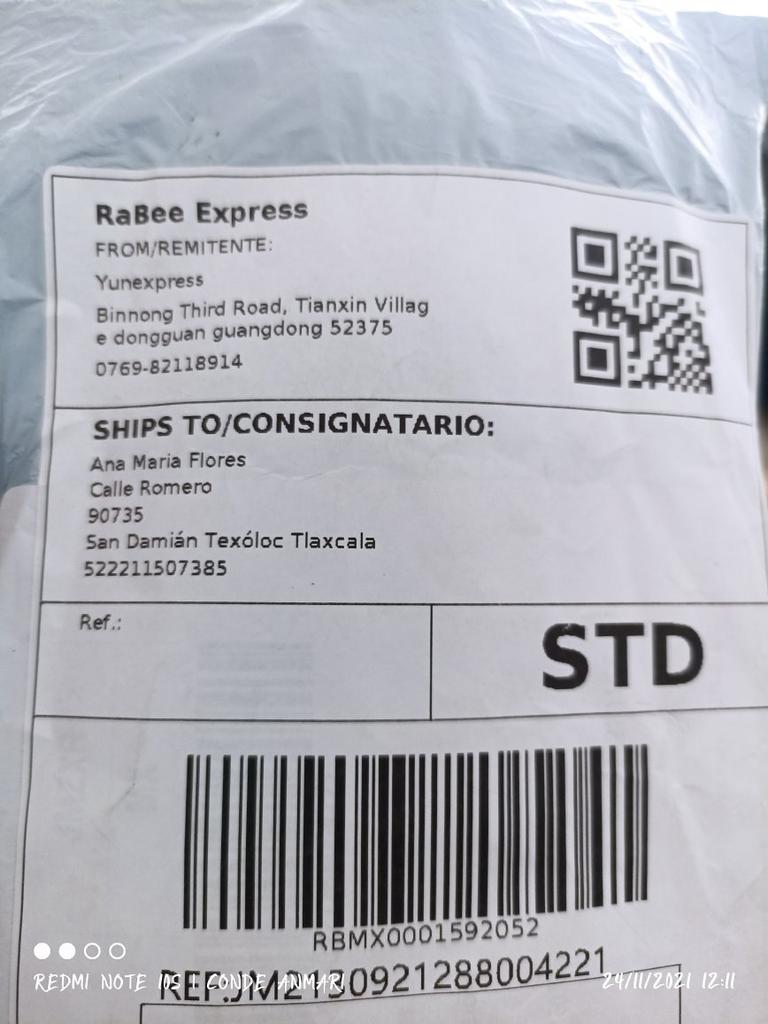 RaBee Express
FROM/REMITENTE:
Yunexpress
Binnong Third Road, Tianxin Villag
e dongguan guangdong 52375
0769-82118914
SHIPS TO/CONSIGNATARIO:
Ana Maria Flores
Calle Romero
90735
San Damián Texóloc Tlaxcala
522211507385
Ref.:
STD
RBMX0001592052
REF.JM2130921288004221
REDMI NOTE 10S | CONDE ANMARI
24/11/2021 12:11